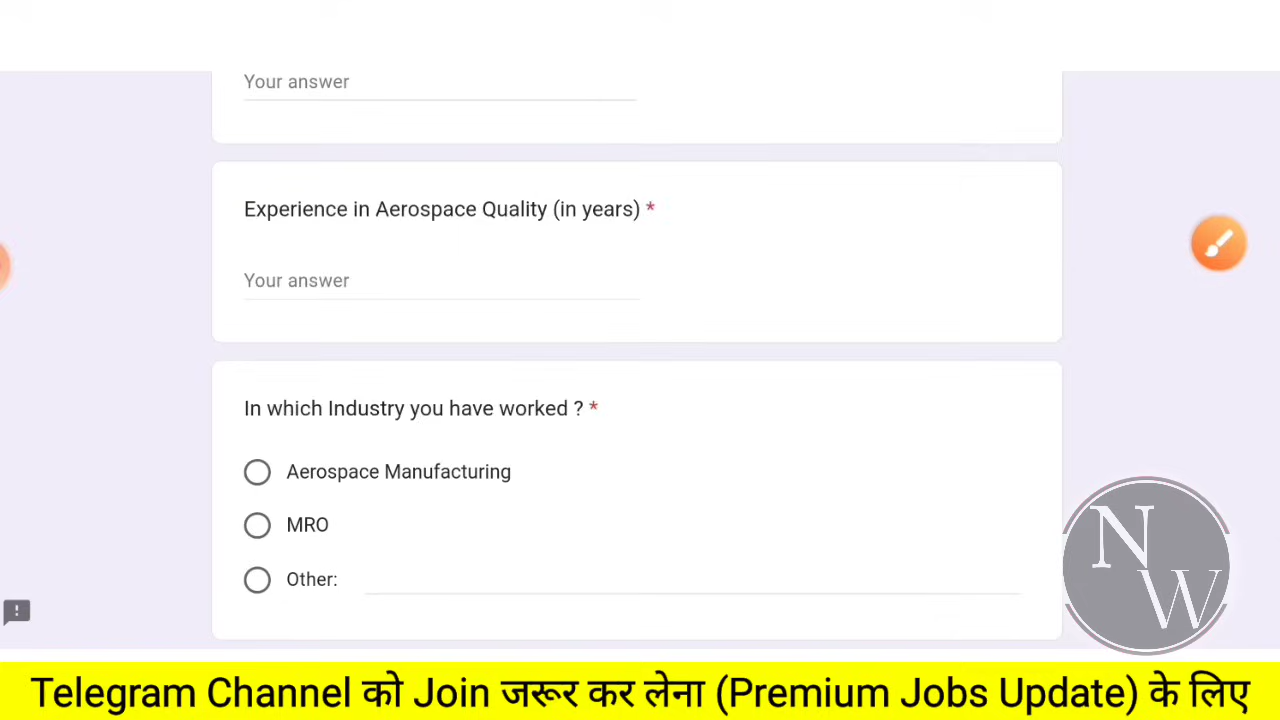 Your answer
Experience in Aerospace Quality (in years) *
Your answer
In which Industry you have worked ? *
Aerospace Manufacturing
MRO
Other:
!
N
W
Telegram Channel को Join जरूर कर लेना (Premium Jobs Update) के लिए